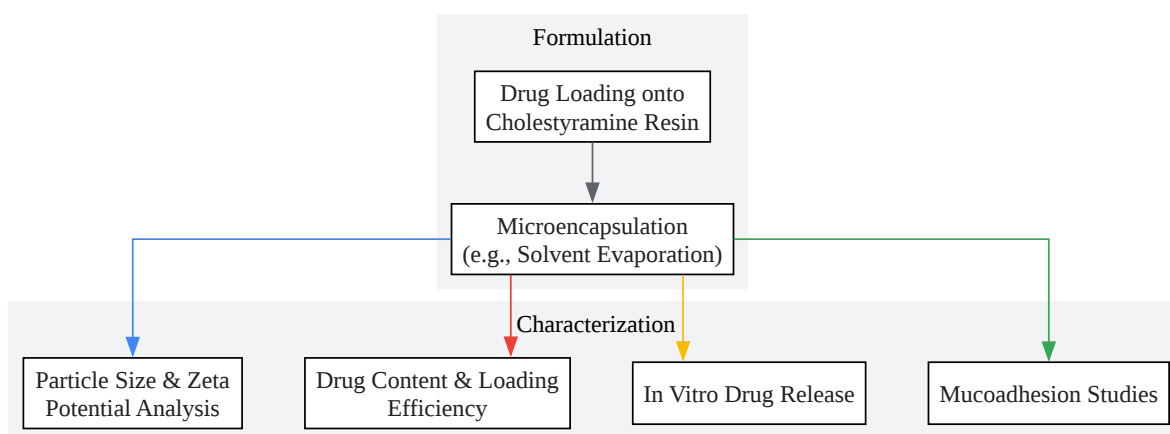 Formulation
Drug Loading onto
Cholestyramine Resin
Microencapsulation
(e.g., Solvent Evaporation)
Characterization
Particle Size & Zeta
Potential Analysis
Drug Content & Loading
Efficiency
In Vitro Drug Release
Mucoadhesion Studies